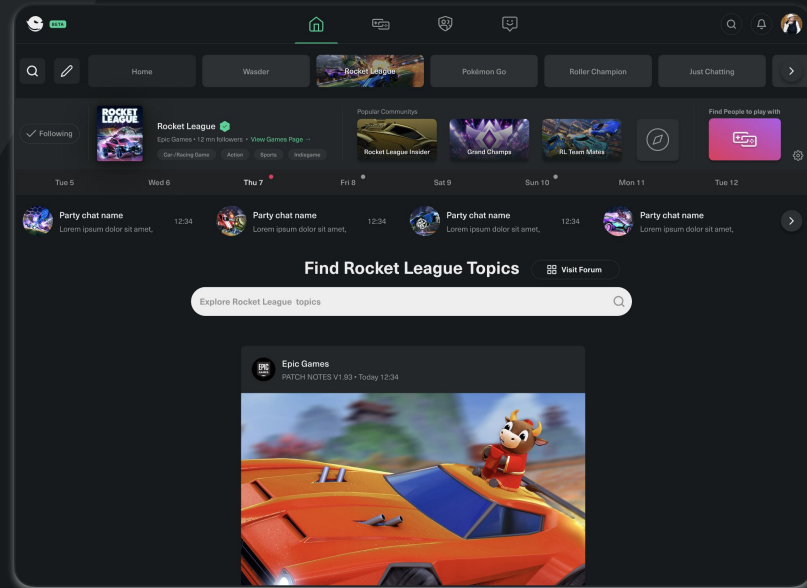 BETA
Home
Wasder
Rocket League
Pokémon Go
Roller Champion
Just Chatting
Following
ROCKET
LEAGUE
Rocket League
Epic Games • 12 mn followers • View Games Page →
Car-/Racing Game
Action
Sports
Indiegame
Popular Communitys
Rocket League Insider
Grand Champs
RL Team Mates
Find People to play with
Tue 5
Wed 6
Thu 7
Fri 8
Sat 9
Sun 10
Mon 11
Tue 12
Party chat name
Lorem ipsum dolor sit amet,
12:34
Party chat name
Lorem ipsum dolor sit amet,
12:34
Party chat name
Lorem ipsum dolor sit amet,
12:34
Party chat name
Lorem ipsum dolor sit amet,
Find Rocket League Topics
Visit Forum
Explore Rocket League topics
EPIC
Epic Games
PATCH NOTES V1.93 • Today 12:34